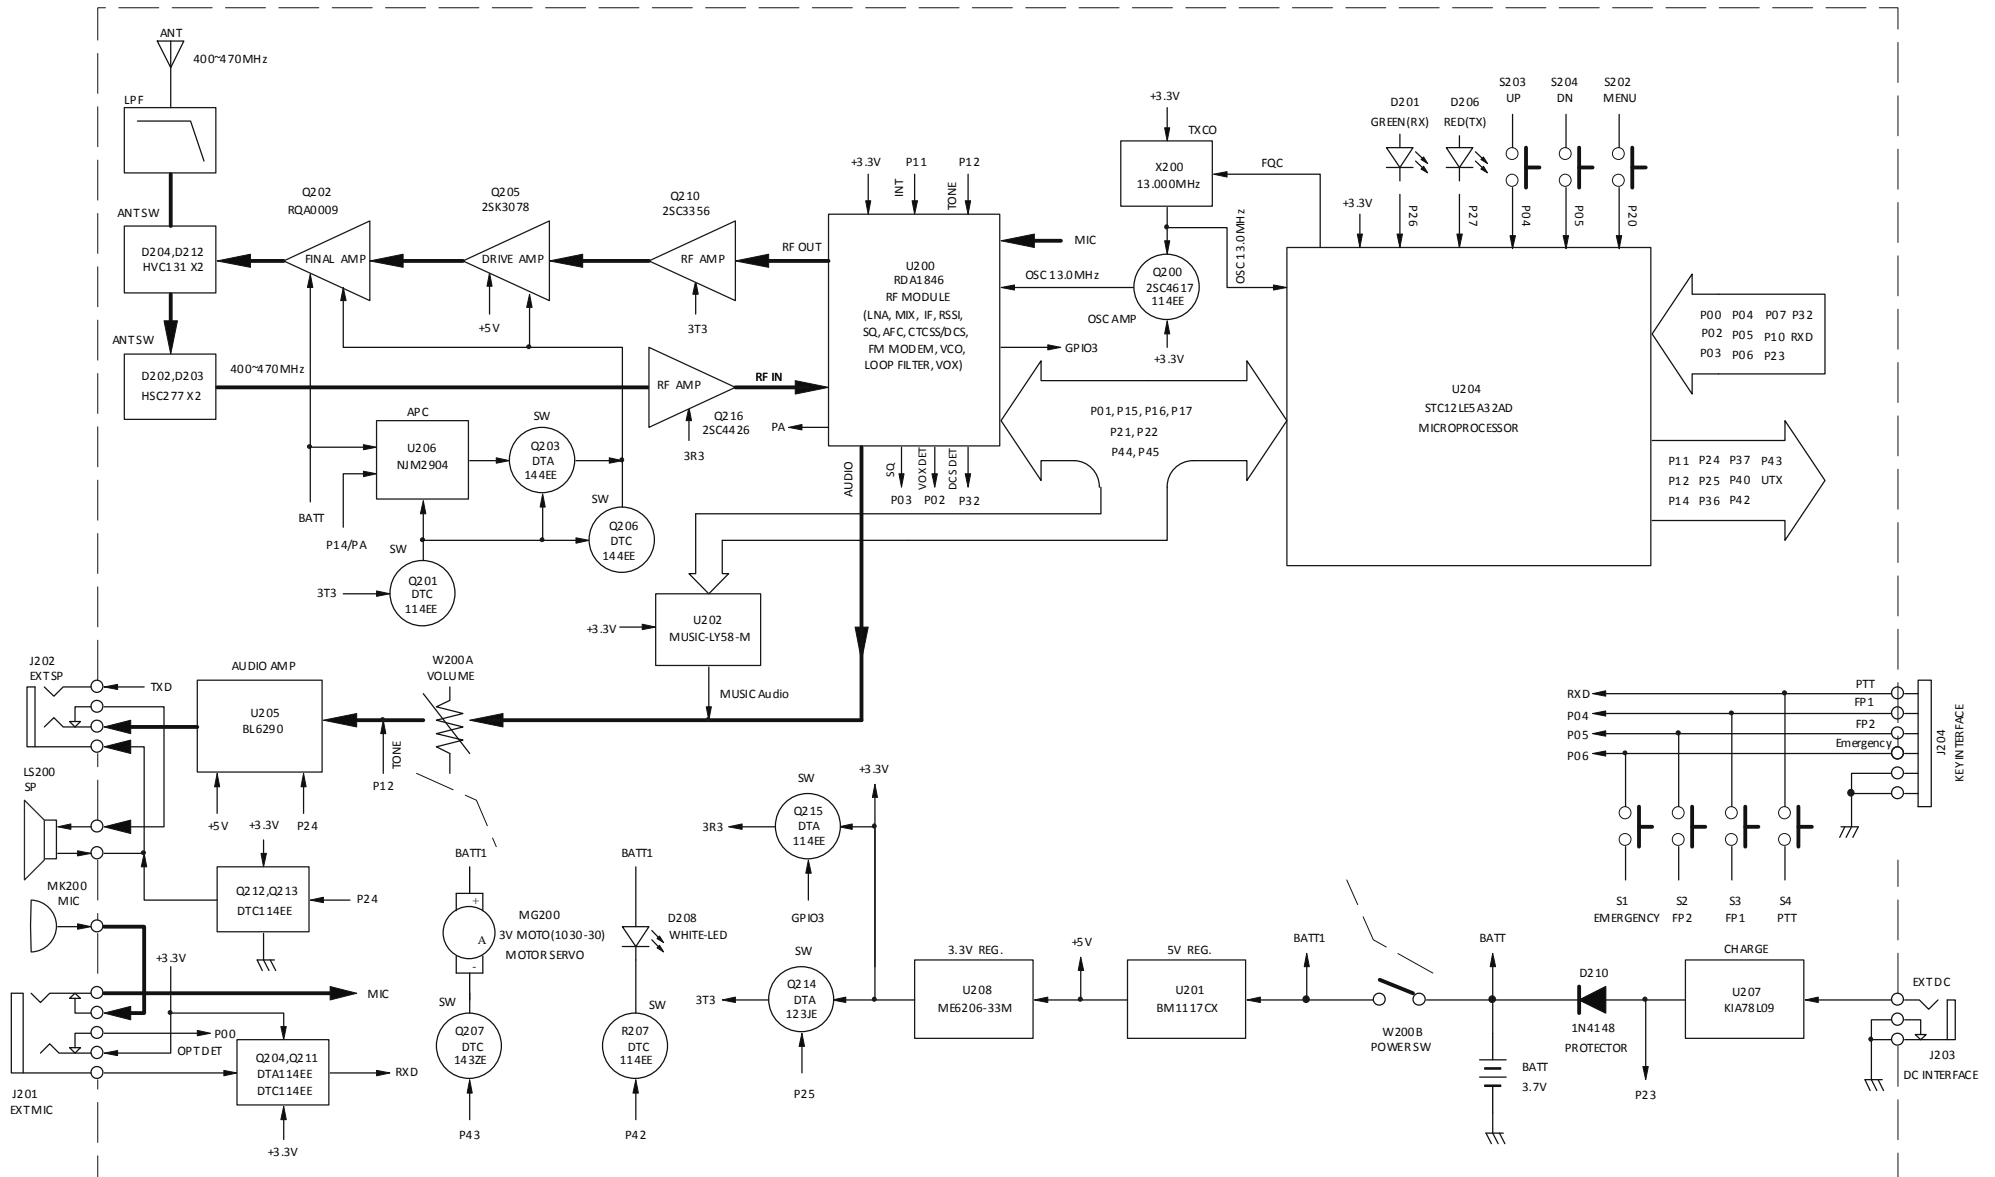 ANT
400~470MHz
LPF
ANT SW
D204,D212
HVC131 X2
ANT SW
D202,D203
HSC277 X2
400~470MHz
Q202
RQA0009
FINAL AMP
Q205
2SK3078
DRIVE AMP
+5V
Q210
2SC3356
RF AMP
3T3
RF OUT
RF AMP
RF IN
Q216
2SC4426
3R3
+3.3V
P11
P12
INT
TONE
U200
RDA1846
RF MODULE
(LNA, MIX, IF, RSSI,
SQ, AFC, CTCSS/DCS,
FM MODEM, VCO,
LOOP FILTER, VOX)
MIC
OSC 13.0MHz
GPIO3
PA
AUDIO
SQ
VOX DET
DCS DET
P03
P02
P32
+3.3V
TXCO
X200
13.000MHz
FQC
OSC 13.0MHz
Q200
2SC4617
114EE
OSC AMP
+3.3V
D201
GREEN(RX)
D206
RED(TX)
S203
UP
S204
DN
S202
MENU
+3.3V
P26
P27
P04
P05
P20
U204
STC12LE5A32AD
MICROPROCESSOR
P00 P04 P07 P32
P02 P05 P10 RXD
P03 P06 P23
P11 P24 P37 P43
P12 P25 P40 UTX
P14 P36 P42
P01, P15, P16, P17
P21, P22
P44, P45
APC
U206
NJM2904
SW
Q203
DTA
144EE
BATT
P14/PA
SW
Q206
DTC
144EE
SW
Q201
DTC
114EE
3T3
U202
MUSIC-LY58-M
+3.3V
MUSIC Audio
J202
EXT SP
TXD
AUDIO AMP
U205
BL6290
+5V
P24
W200A
VOLUME
TONE
P12
LS200
SP
+3.3V
Q212,Q213
DTC114EE
P24
MK200
MIC
+3.3V
MIC
P00
OPT DET
Q204,Q211
DTA114EE
DTC114EE
RXD
+3.3V
J201
EXT MIC
BATT1
+
A
-
MG200
3V MOTO(1030-30)
MOTOR SERVO
SW
Q207
DTC
143ZE
P43
BATT1
D208
WHITE-LED
SW
R207
DTC
114EE
P42
+3.3V
SW
Q215
DTA
114EE
3R3
GPIO3
SW
Q214
DTA
123JE
3T3
P25
3.3V REG.
U208
ME6206-33M
+5V
5V REG.
U201
BM1117CX
BATT1
W200B
POWER SW
BATT
BATT
3.7V
D210
1N4148
PROTECTOR
P23
CHARGE
U207
KIA78L09
EXT DC
J203
DC INTERFACE
RXD
P04
P05
P06
PTT
FP1
FP2
Emergency
J204
KEY INTERFACE
S1
EMERGENCY
S2
FP2
S3
FP1
S4
PTT